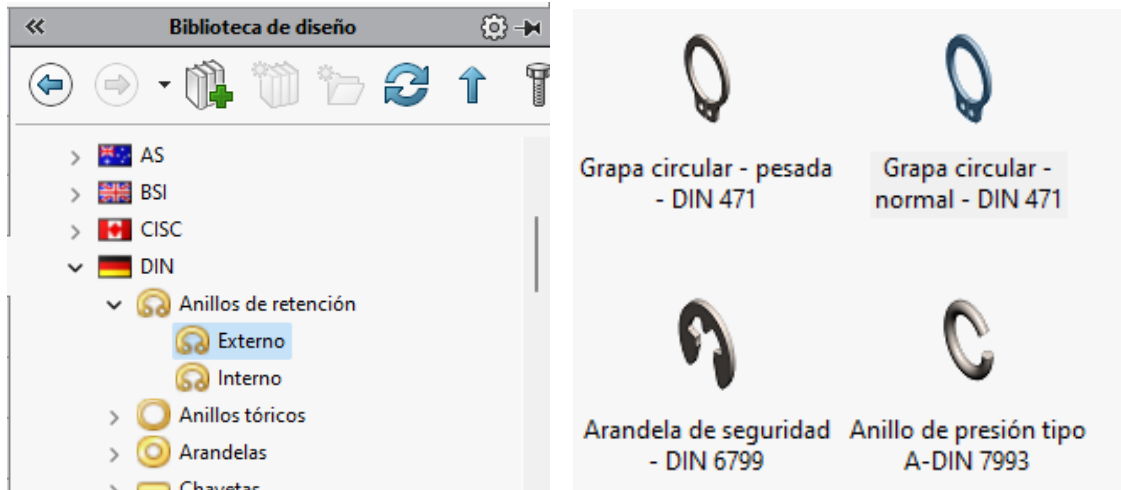 Biblioteca de diseño
AS
BSI
CISC
DIN
Anillos de retención
Externo
Interno
Anillos tóricos
Arandelas
Chavetas
Grapa circular - pesada
- DIN 471
Grapa circular -
normal - DIN 471
Arandela de seguridad
- DIN 6799
Anillo de presión tipo
A-DIN 7993